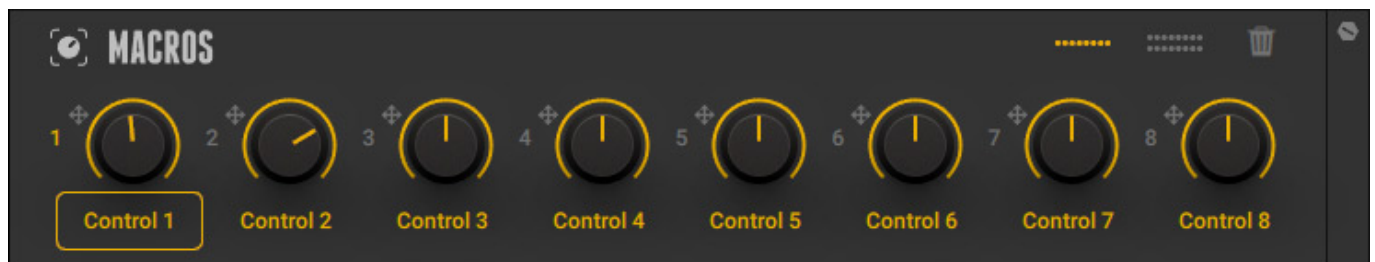 MACROS
1 2 3 4 5 6 7 8
Control 1 Control 2 Control 3 Control 4 Control 5 Control 6 Control 7 Control 8